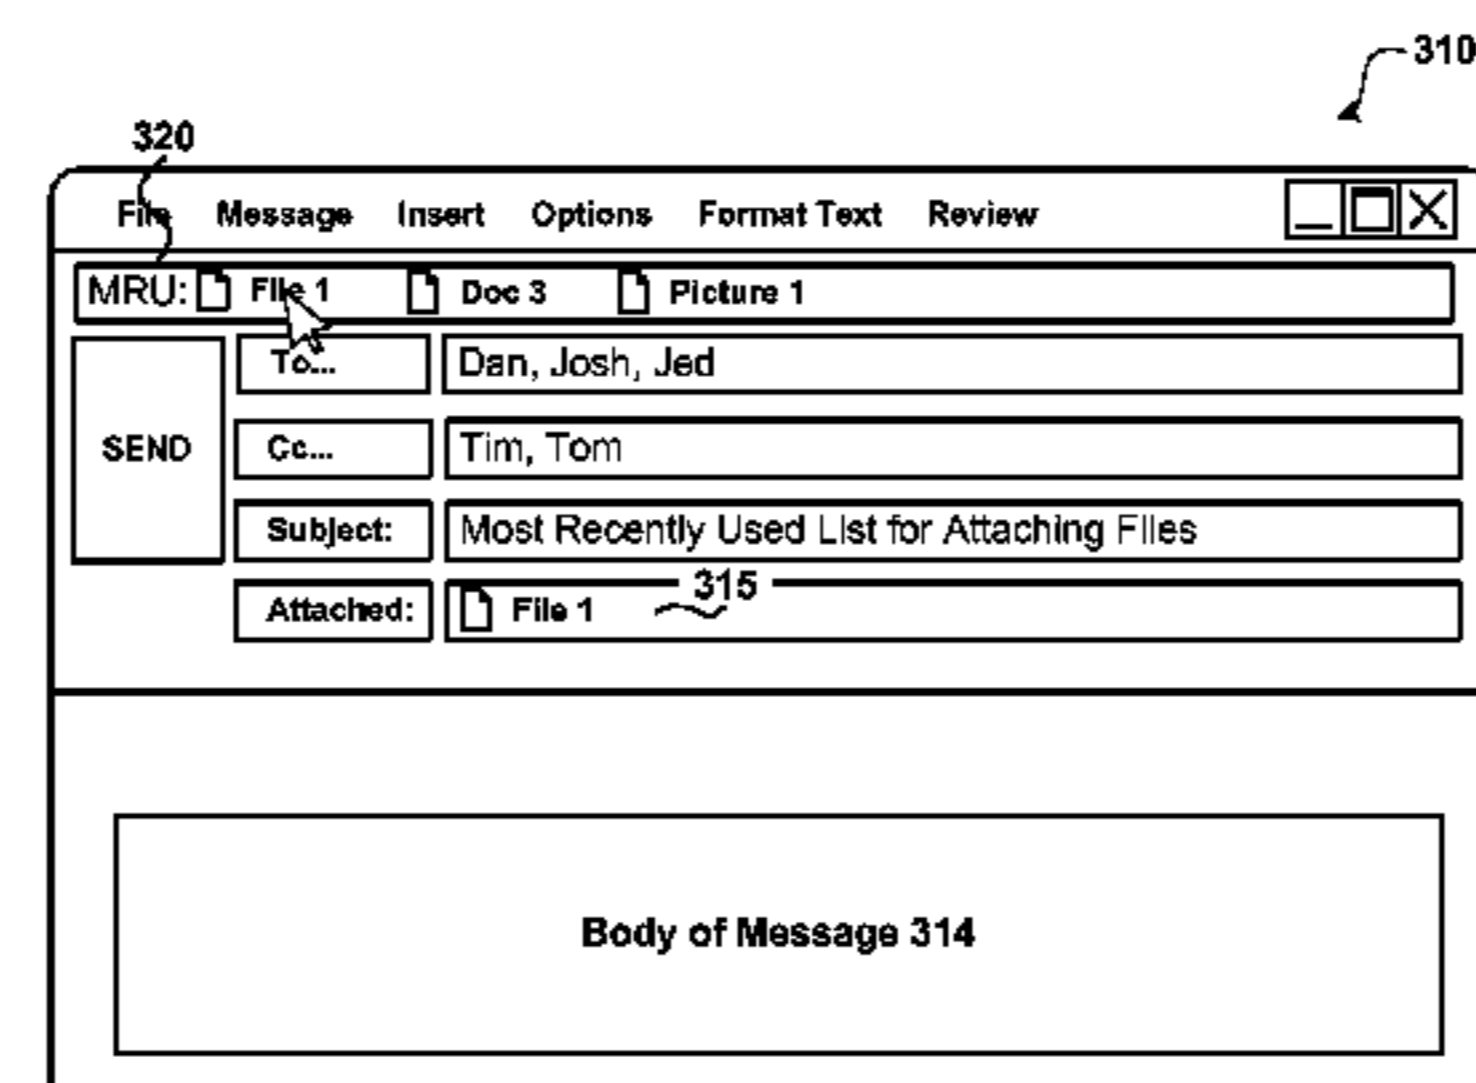 310
320
File Message Insert Options Format Text Review
MRU: File 1 Doc 3 Picture 1
To... Dan, Josh, Jed
SEND Cc... Tim, Tom
Subject: Most Recently Used List for Attaching Files
315
Attached: File 1
Body of Message 314